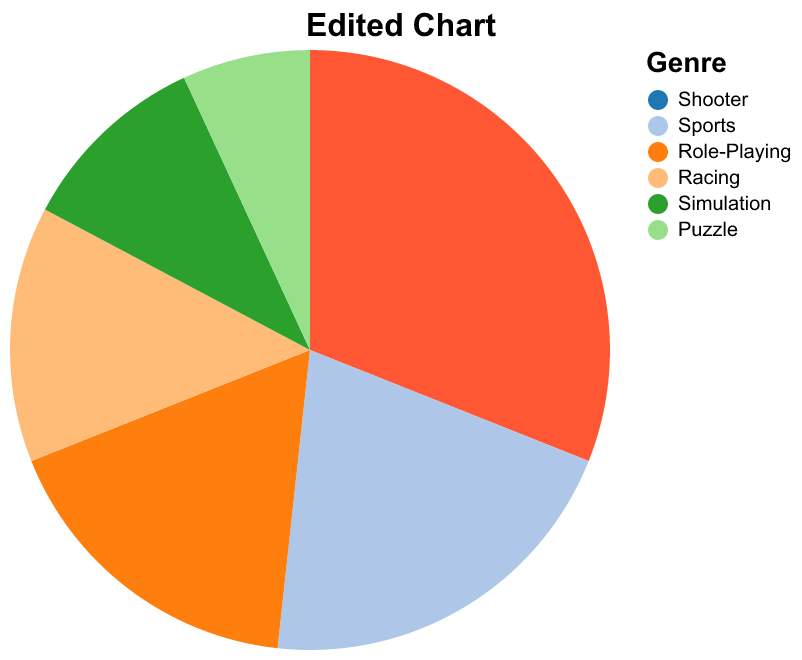 Edited Chart
Genre
Shooter
Sports
Role-Playing
Racing
Simulation
Puzzle